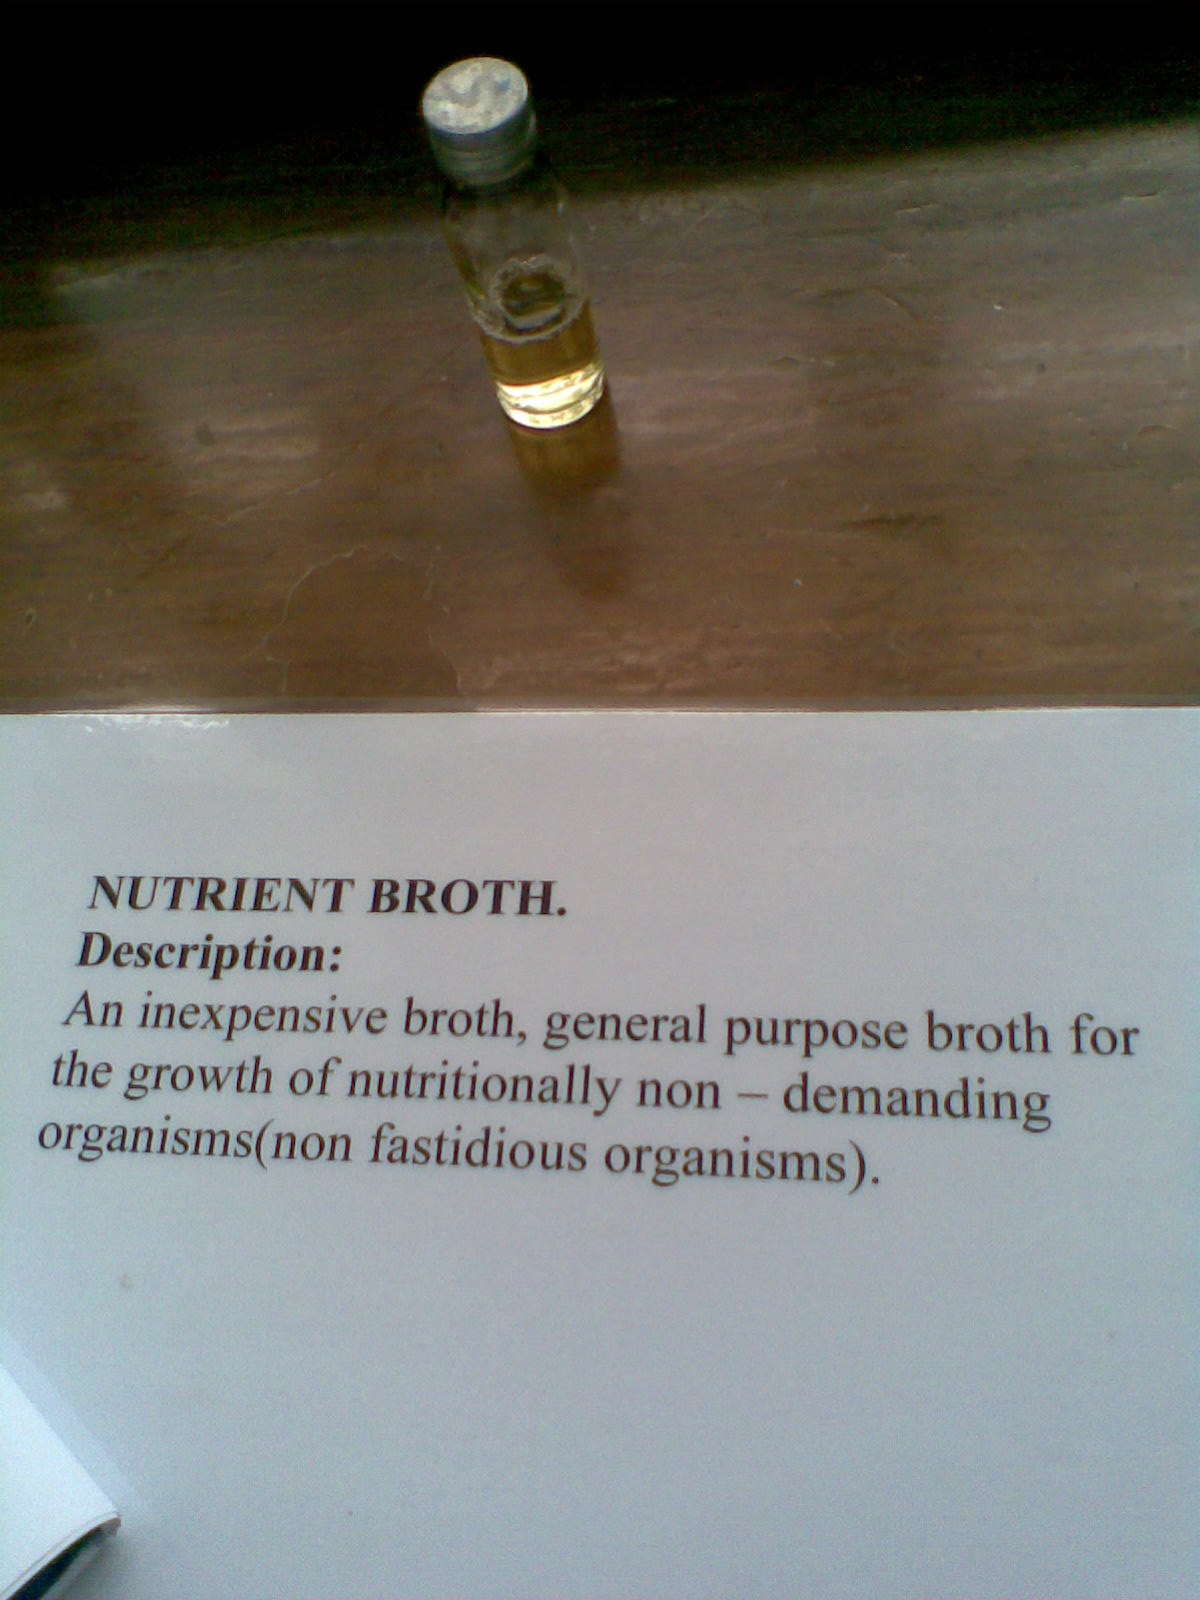 NUTRIENT BROTH.
Description:
An inexpensive broth, general purpose broth for
the growth of nutritionally non – demanding
organisms(non fastidious organisms).